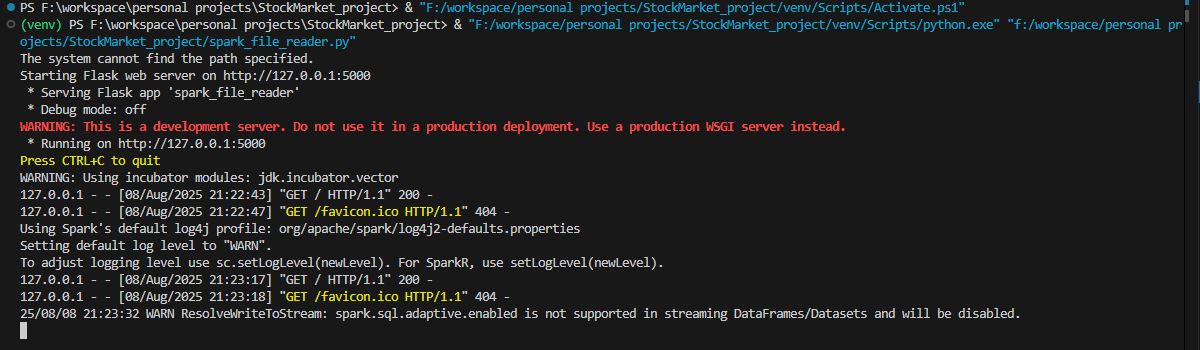 PS F:\workspace\personal projects\StockMarket_project> & "F:/workspace/personal projects/StockMarket_project/venv/Scripts/Activate.ps1"
(venv) PS F:\workspace\personal projects\StockMarket_project> & "F:/workspace/personal projects/StockMarket_project/venv/Scripts/python.exe" "f:/workspace/personal pr
ojects/StockMarket_project/spark_file_reader.py"
The system cannot find the path specified.
Starting Flask web server on http://127.0.0.1:5000
 * Serving Flask app 'spark_file_reader'
 * Debug mode: off
WARNING: This is a development server. Do not use it in a production deployment. Use a production WSGI server instead.
 * Running on http://127.0.0.1:5000
Press CTRL+C to quit
WARNING: Using incubator modules: jdk.incubator.vector
127.0.0.1 - - [08/Aug/2025 21:22:43] "GET / HTTP/1.1" 200 -
127.0.0.1 - - [08/Aug/2025 21:22:47] "GET /favicon.ico HTTP/1.1" 404 -
Using Spark's default log4j profile: org/apache/spark/log4j2-defaults.properties
Setting default log level to "WARN".
To adjust logging level use sc.setLogLevel(newLevel). For SparkR, use setLogLevel(newLevel).
127.0.0.1 - - [08/Aug/2025 21:23:17] "GET / HTTP/1.1" 200 -
127.0.0.1 - - [08/Aug/2025 21:23:18] "GET /favicon.ico HTTP/1.1" 404 -
25/08/08 21:23:32 WARN ResolveWriteToStream: spark.sql.adaptive.enabled is not supported in streaming DataFrames/Datasets and will be disabled.